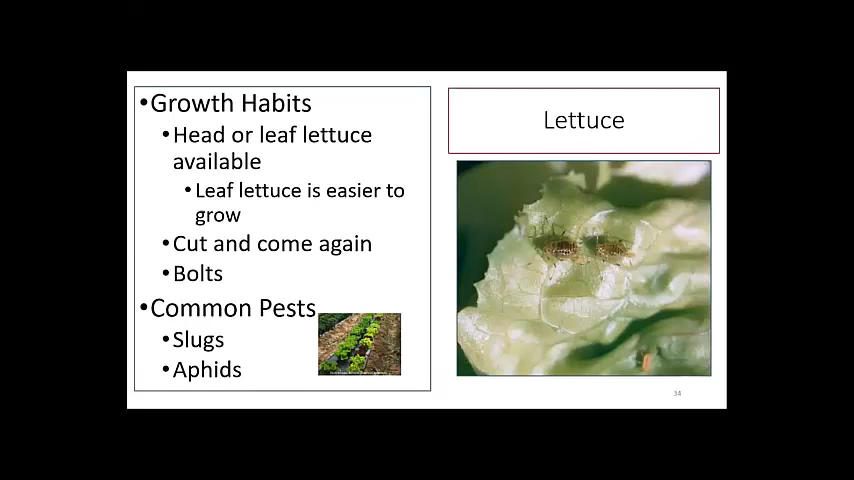 •Growth Habits
•Head or leaf lettuce
available
•Leaf lettuce is easier to
grow
•Cut and come again
•Bolts
•Common Pests
•Slugs
•Aphids
Lettuce
34